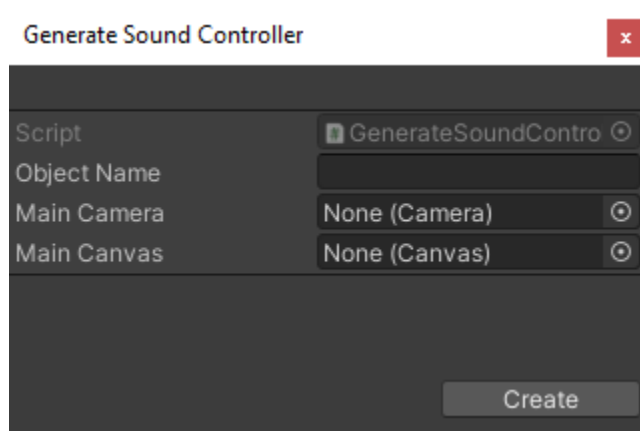 Generate Sound Controller
x
Script
GenerateSoundContro
Object Name
Main Camera
None (Camera)
Main Canvas
None (Canvas)
Create